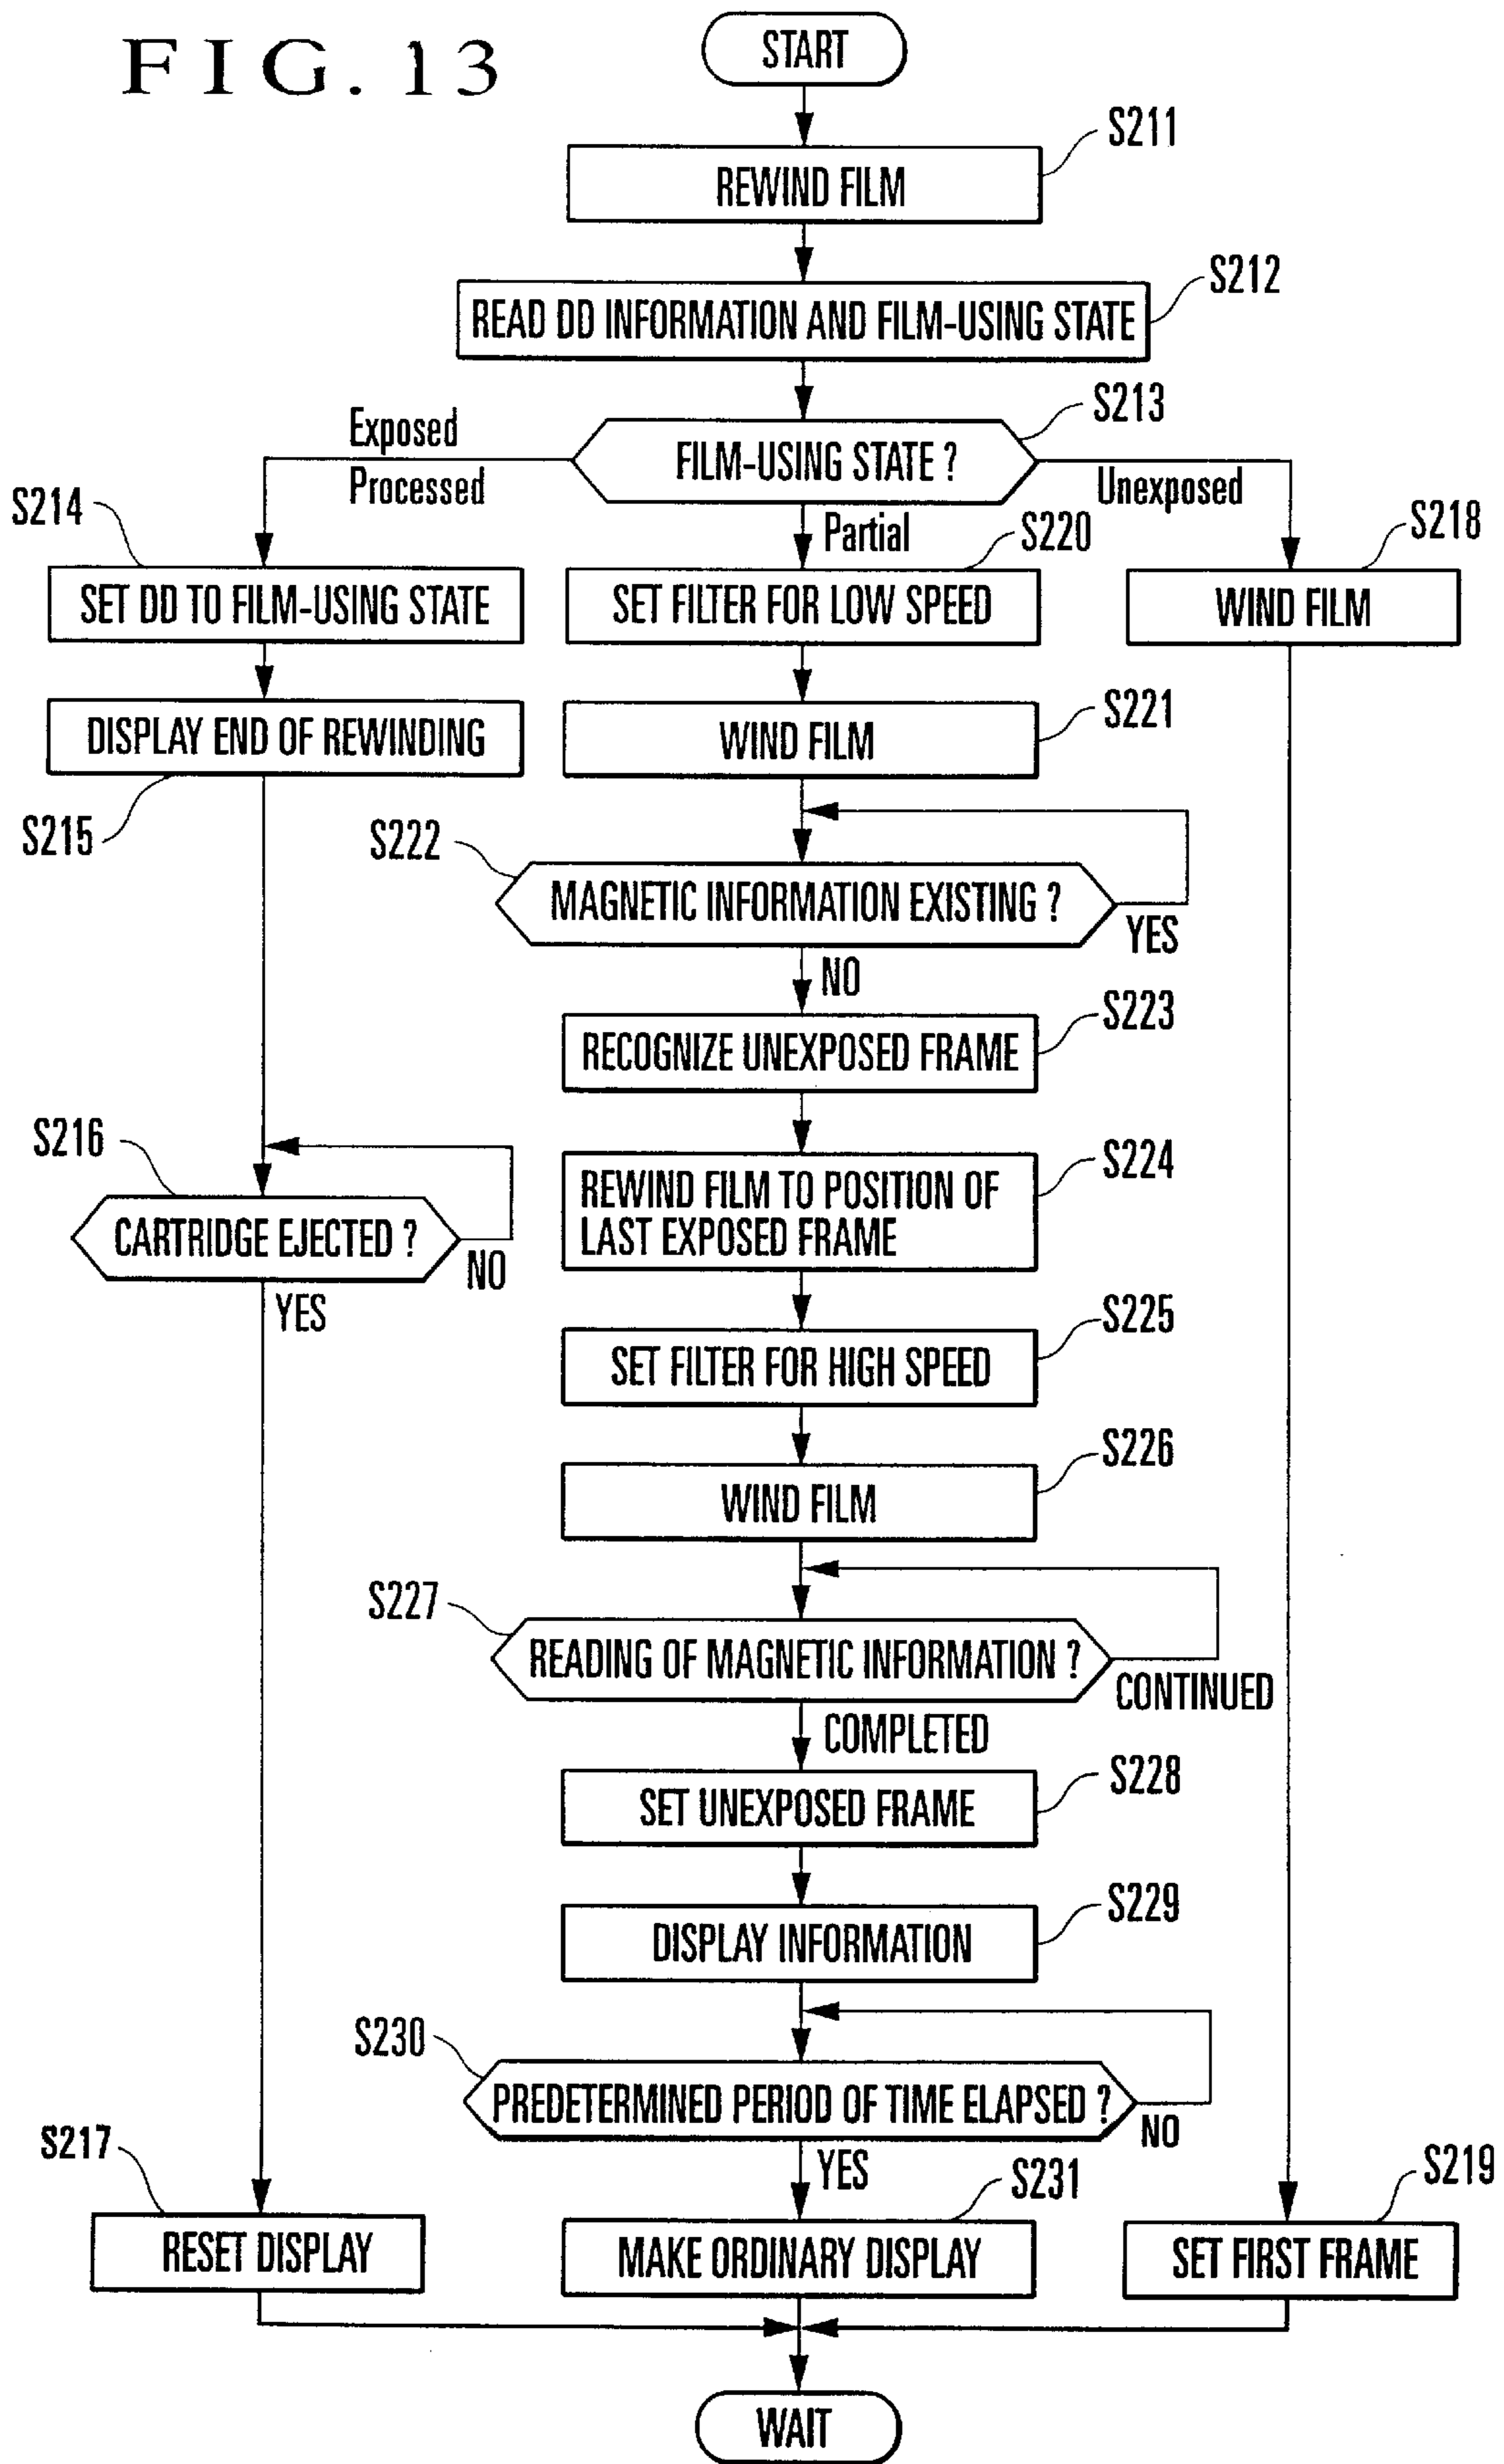 FIG. 13
START
S211
REWIND FILM
S212
READ DD INFORMATION AND FILM-USING STATE
S213
Exposed
Processed
FILM-USING STATE ?
Unexposed
Partial
S214
SET DD TO FILM-USING STATE
S220
SET FILTER FOR LOW SPEED
S218
WIND FILM
DISPLAY END OF REWINDING
S215
S221
WIND FILM
S222
MAGNETIC INFORMATION EXISTING ?
YES
NO
S223
RECOGNIZE UNEXPOSED FRAME
S216
CARTRIDGE EJECTED ?
NO
YES
S224
REWIND FILM TO POSITION OF
LAST EXPOSED FRAME
S225
SET FILTER FOR HIGH SPEED
S226
WIND FILM
S227
READING OF MAGNETIC INFORMATION ?
CONTINUED
COMPLETED
S228
SET UNEXPOSED FRAME
S229
DISPLAY INFORMATION
S230
PREDETERMINED PERIOD OF TIME ELAPSED ?
NO
YES
S217
RESET DISPLAY
S231
MAKE ORDINARY DISPLAY
S219
SET FIRST FRAME
WAIT